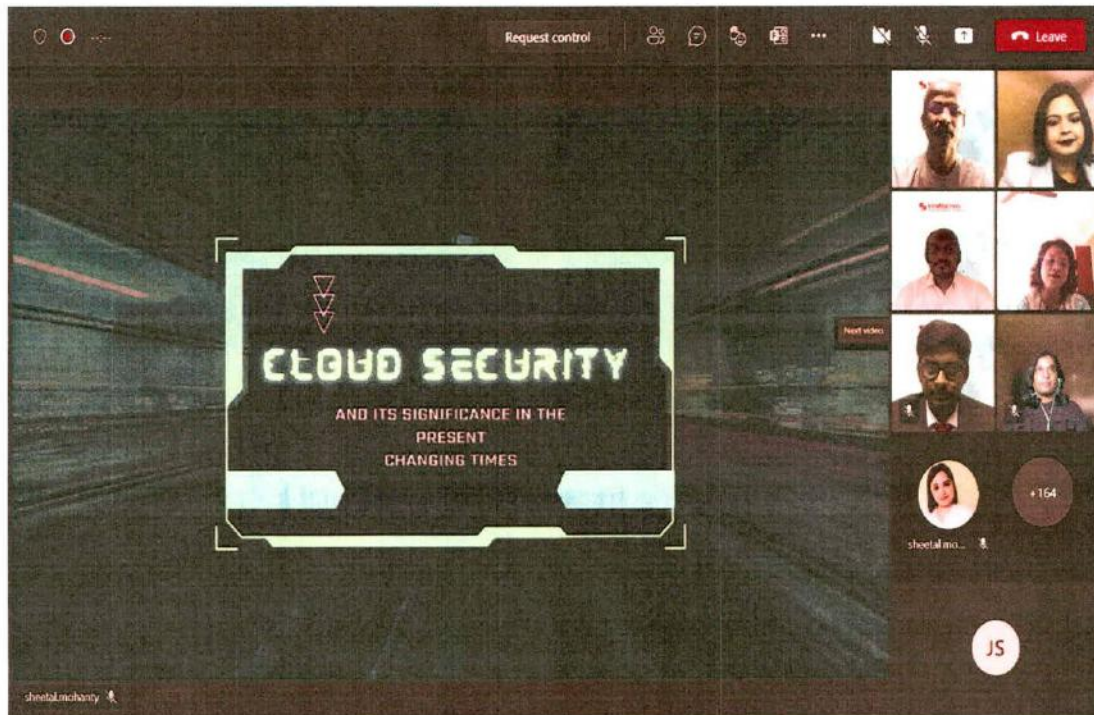 Request control
Leave
CLOUD SECURITY
AND ITS SIGNIFICANCE IN THE
PRESENT
CHANGING TIMES
Next video
+164
sheetal mo...
JS
sheetal.mohanty